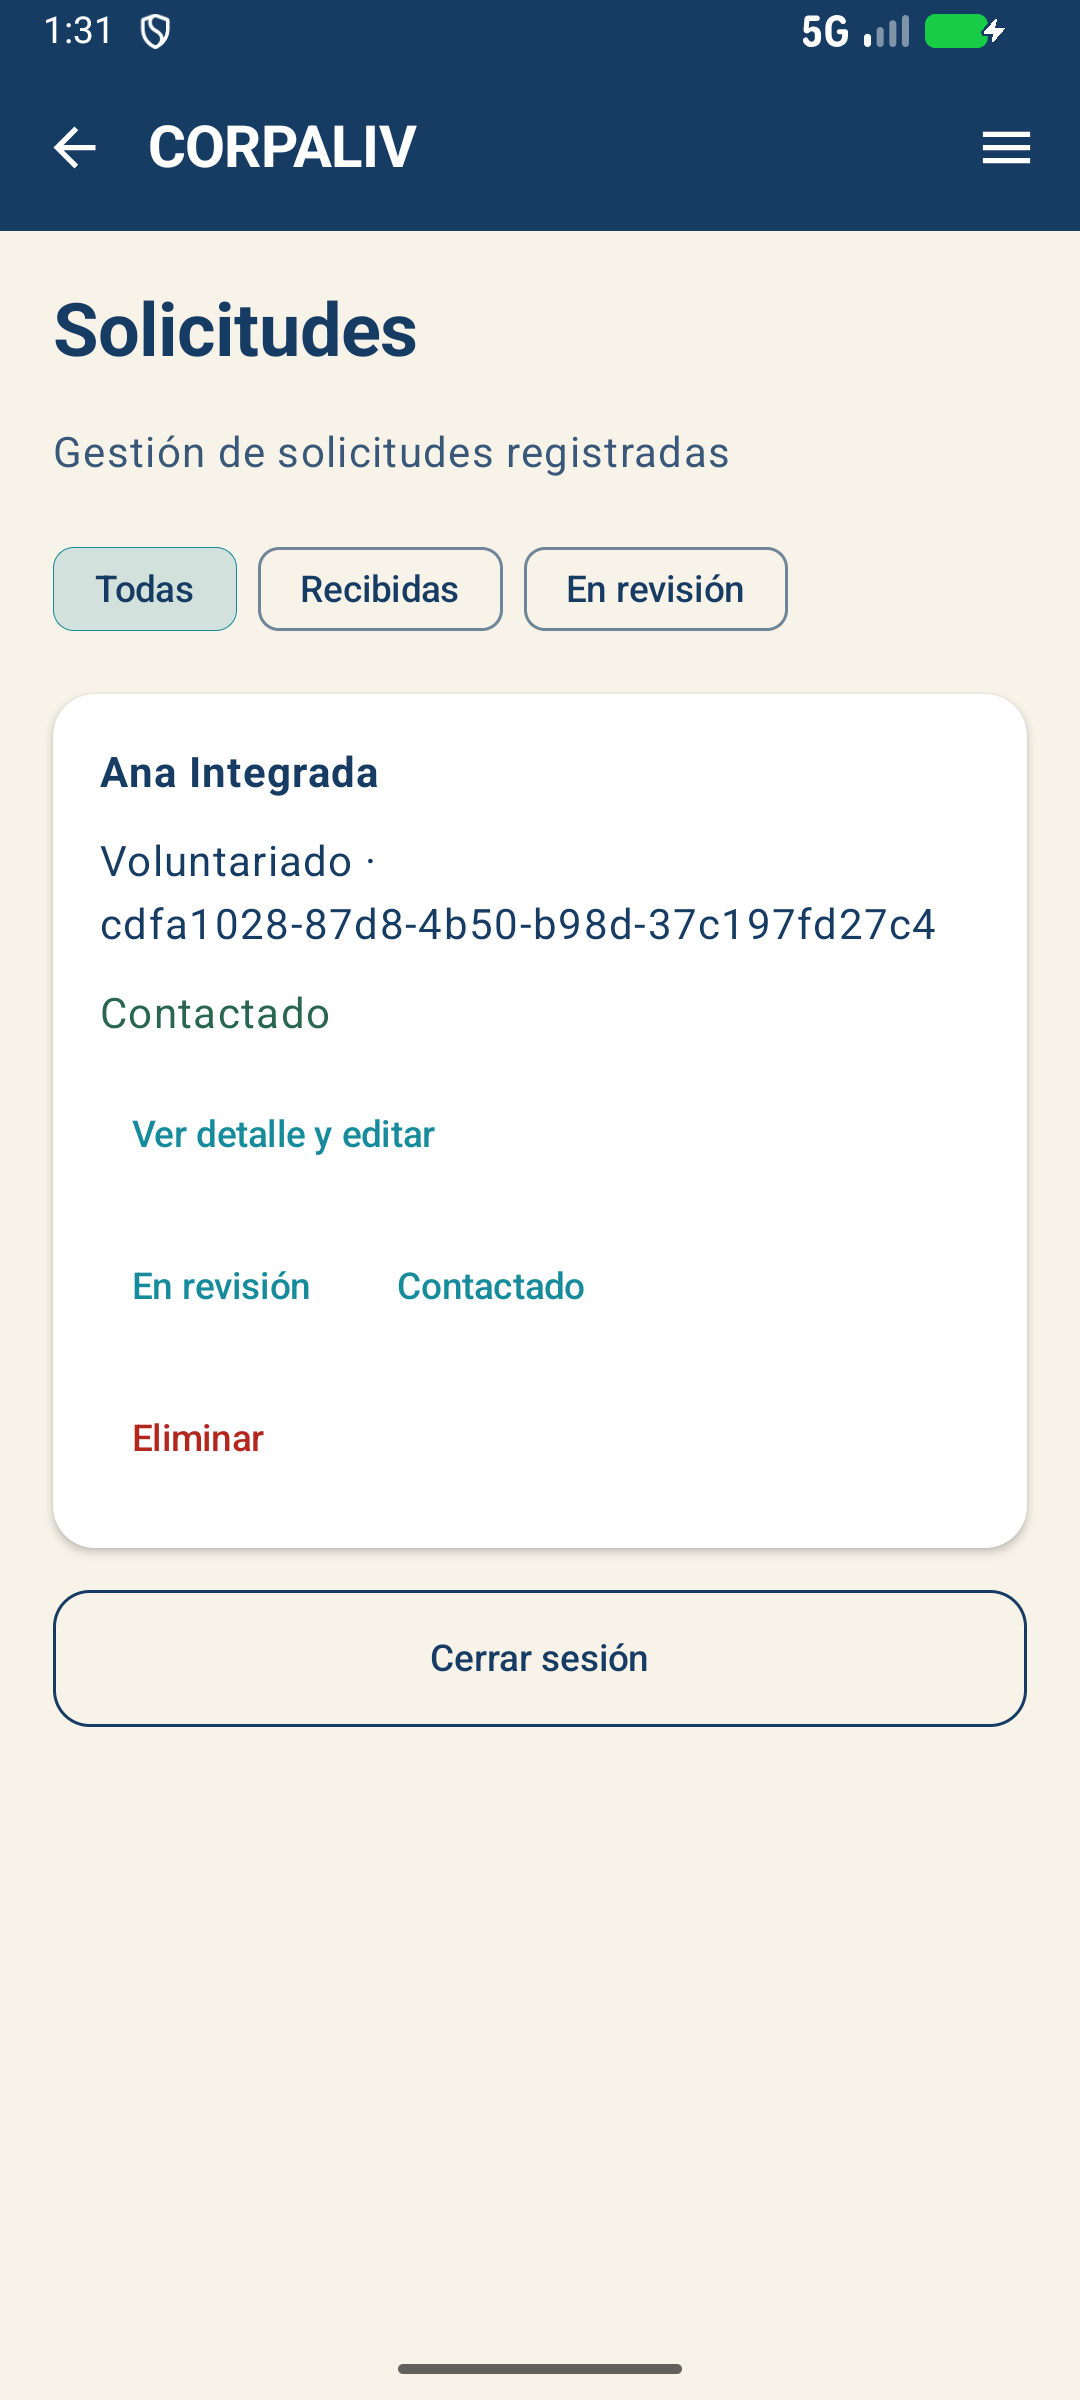 1:31
5G
CORPALIV
Solicitudes
Gestión de solicitudes registradas
Todas
Recibidas
En revisión
Ana Integrada
Voluntariado ·
cdfa1028-87d8-4b50-b98d-37c197fd27c4
Contactado
Ver detalle y editar
En revisión
Contactado
Eliminar
Cerrar sesión